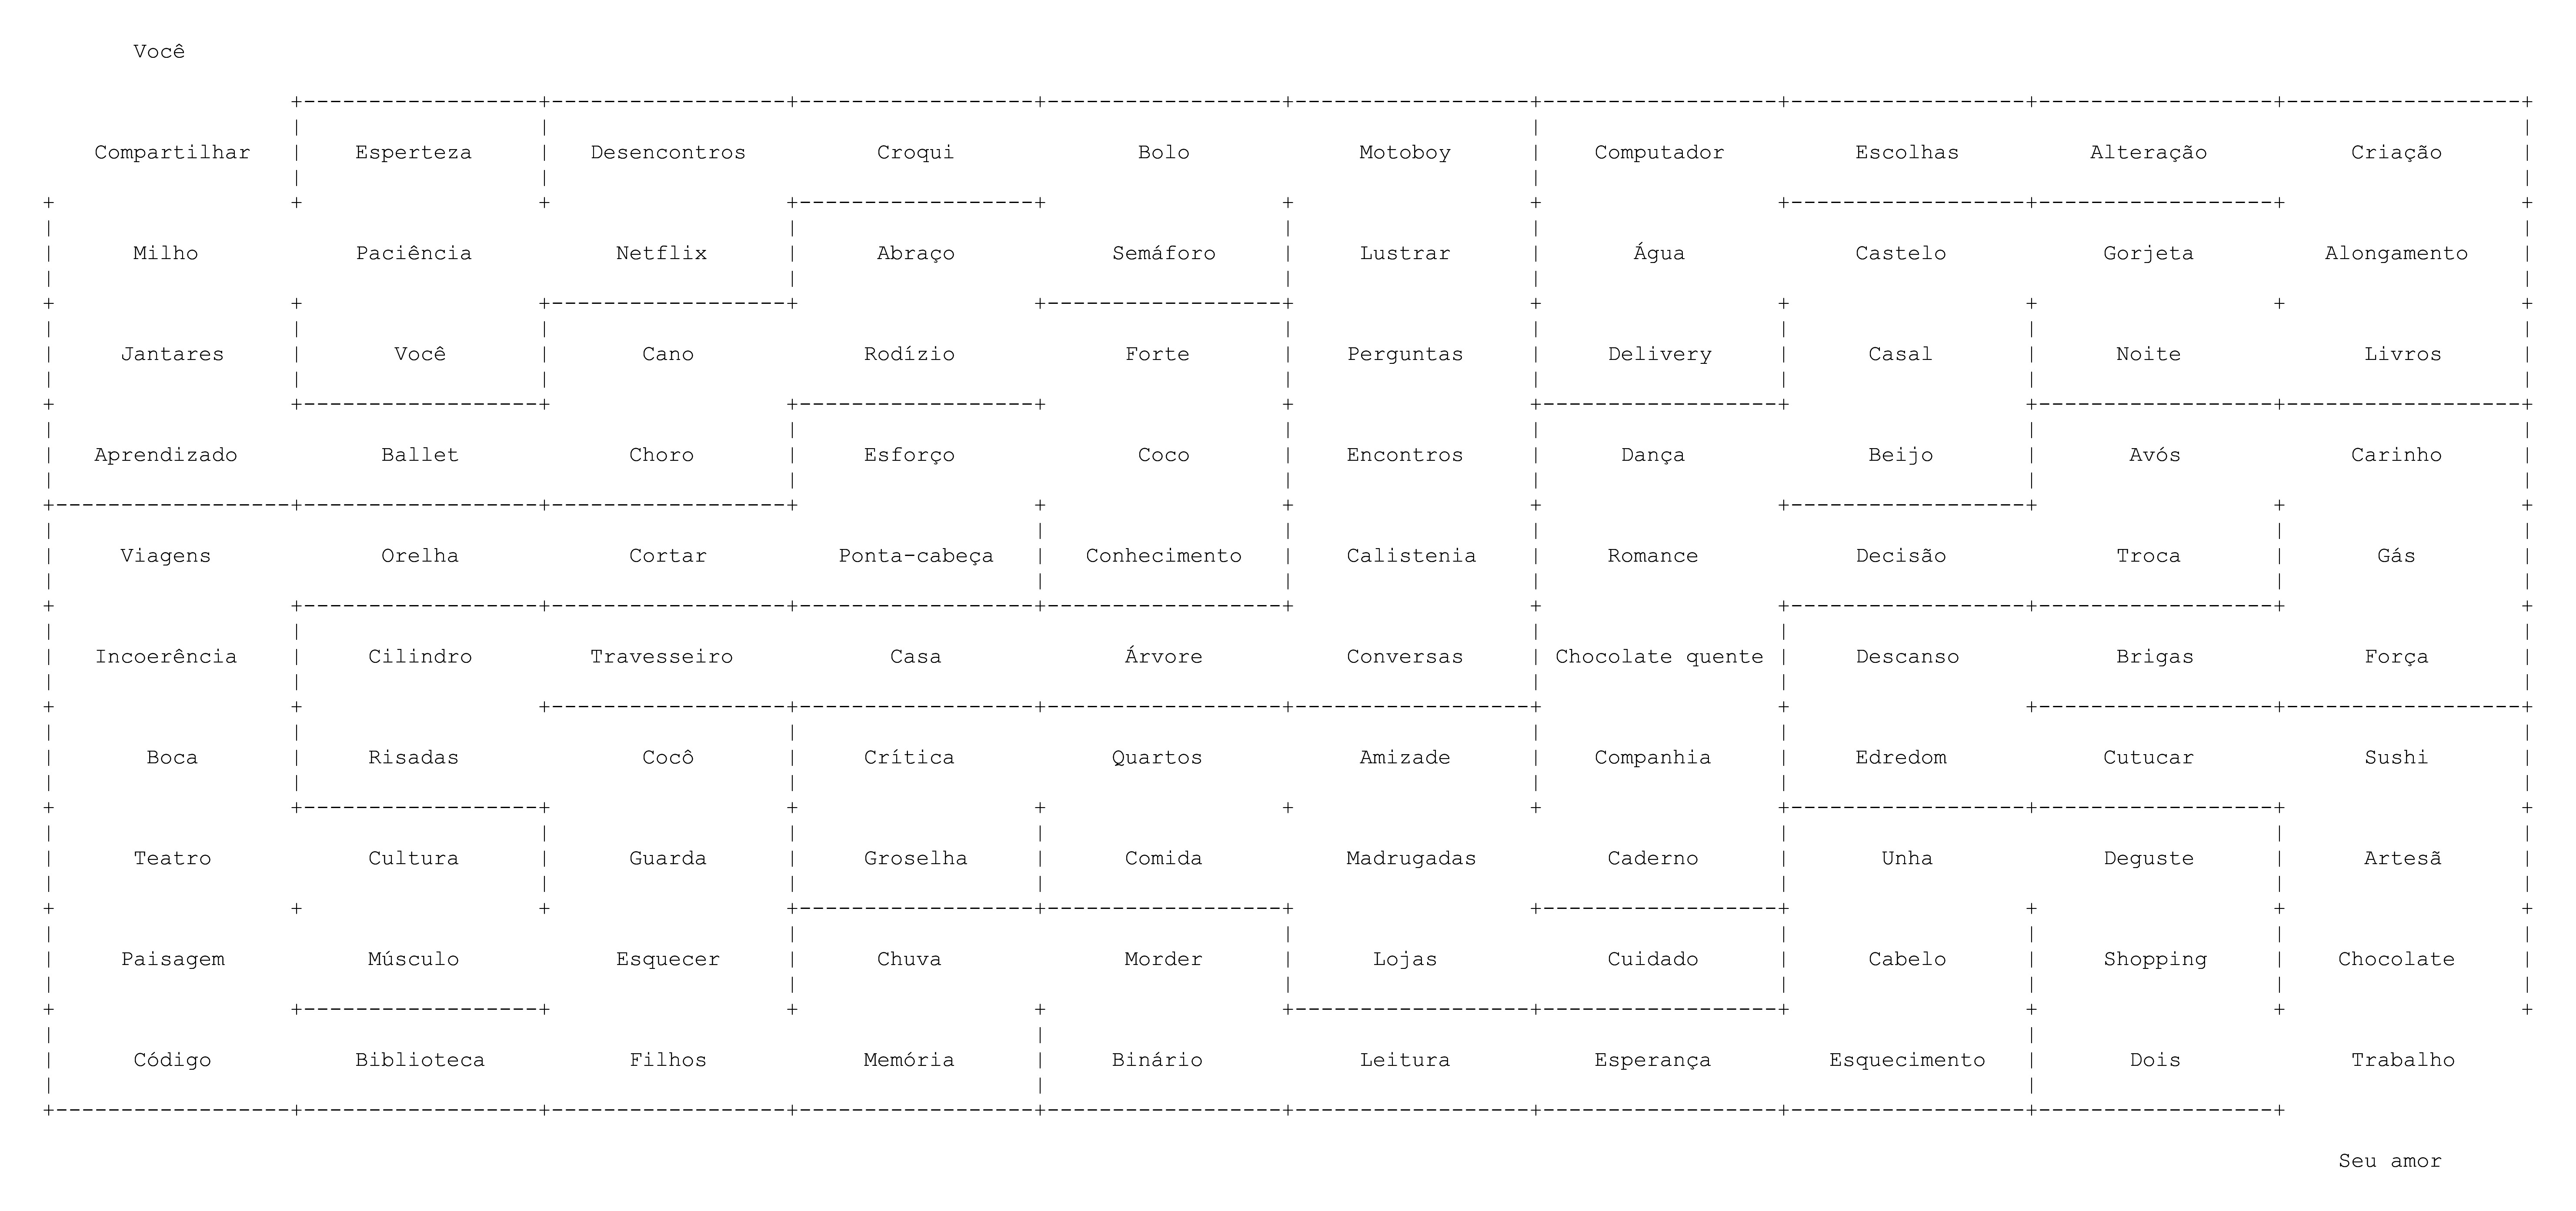 Você
Compartilhar Esperteza Desencontros Croqui Bolo Motoboy Computador Escolhas Alteração Criação
Milho Paciência Netflix Abraço Semáforo Lustrar Água Castelo Gorjeta Alongamento
Jantares Você Cano Rodízio Forte Perguntas Delivery Casal Noite Livros
Aprendizado Ballet Choro Esforço Coco Encontros Dança Beijo Avós Carinho
Viagens Orelha Cortar Ponta-cabeça Conhecimento Calistenia Romance Decisão Troca Gás
Incoerência Cilindro Travesseiro Casa Árvore Conversas Chocolate quente Descanso Brigas Força
Boca Risadas Cocô Crítica Quartos Amizade Companhia Edredom Cutucar Sushi
Teatro Cultura Guarda Groselha Comida Madrugadas Caderno Unha Deguste Artesã
Paisagem Músculo Esquecer Chuva Morder Lojas Cuidado Cabelo Shopping Chocolate
Código Biblioteca Filhos Memória Binário Leitura Esperança Esquecimento Dois Trabalho
Seu amor